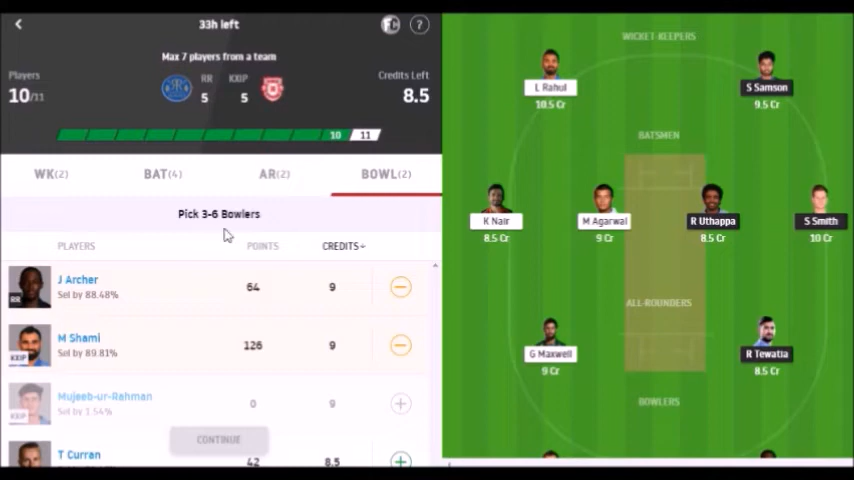 33h left
?
Max 7 players from a team
Players
10/11
RR
5
KXIP
5
Credits Left
8.5
10
11
WK(2)
BAT(4)
AR(2)
BOWL(2)
Pick 3-6 Bowlers
PLAYERS
POINTS
CREDITS
J Archer
Sel by 88.48%
RR
64
9
M Shami
Sel by 89.81%
KXIP
126
9
Mujeeb-ur-Rahman
Sel by 1.54%
KXIP
0
9
CONTINUE
T Curran
42
8.5
WICKET-KEEPERS
L Rahul
10.5 Cr
S Samson
9.5 Cr
BATSMEN
K Nair
8.5 Cr
M Agarwal
9 Cr
R Uthappa
8.5 Cr
S Smith
10 Cr
ALL-ROUNDERS
G Maxwell
9 Cr
R Tewatia
8.5 Cr
BOWLERS